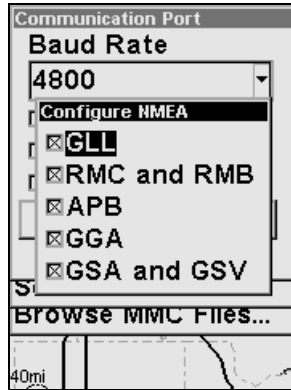 Communication Port
Baud Rate
4800
Configure NMEA
GLL
RMC and RMB
APB
GGA
GSA and GSV
Browse MMC Files...
40mi